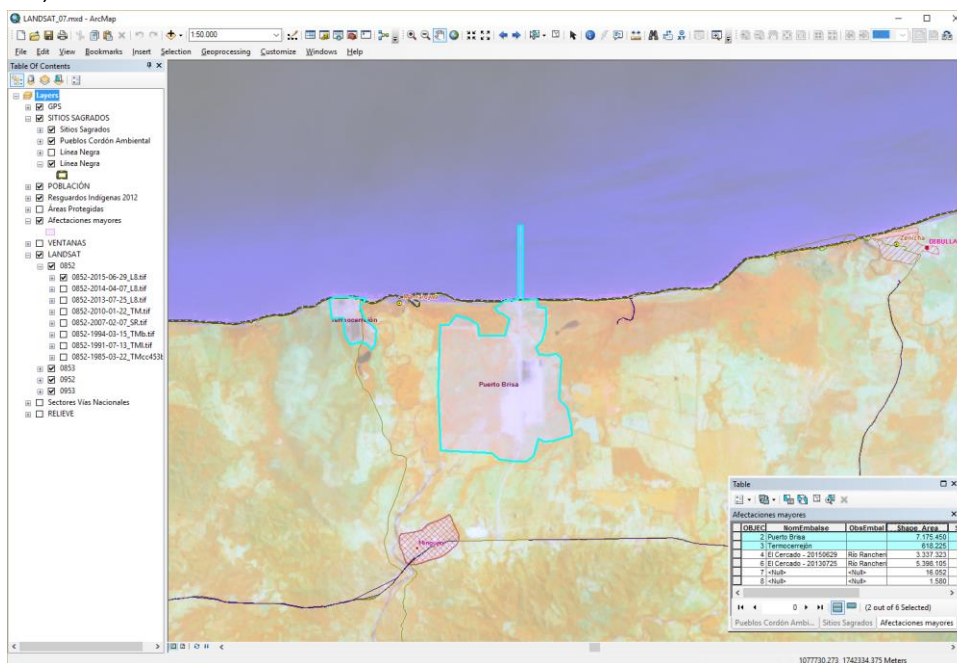 LANDSAT_07.mxd - ArcMap
1:50.000
File Edit View Bookmarks Insert Selection Geoprocessing Customize Windows Help
Table Of Contents
Layers
GPS
SITIOS SAGRADOS
Sitios Sagrados
Pueblos Cordón Ambiental
Línea Negra
Línea Negra
POBLACIÓN
Resguardos Indígenas 2012
Áreas Protegidas
Afectaciones mayores
VENTANAS
LANDSAT
0852
0852-2015-06-29_L8.tif
0852-2014-04-07_L8.tif
0852-2013-07-25_L8.tif
0852-2010-01-22_TM.tif
0852-2007-02-07_SR.tif
0852-1994-03-15_TMb.tif
0852-1991-07-13_TMl.tif
0852-1985-03-22_TMcc453b
0853
0952
0953
Sectores Vías Nacionales
RELIEVE
DIBULLA
Termocerrejón
Puerto Brisa
Mingueo
Table
Afectaciones mayores
OBJEC NomEmbalse ObsEmbal Shape_Area
2 Puerto Brisa 7.175.450
3 Termocerrejón 618.225
4 El Cercado - 20150629 Río Rancherí 3.337.323
6 El Cercado - 20130725 Río Rancherí 5.398.105
7 <Null> <Null> 16.052
8 <Null> <Null> 1.580
0 (2 out of 6 Selected)
Pueblos Cordón Ambi... Sitios Sagrados Afectaciones mayores
1077730.273 1742334.375 Meters